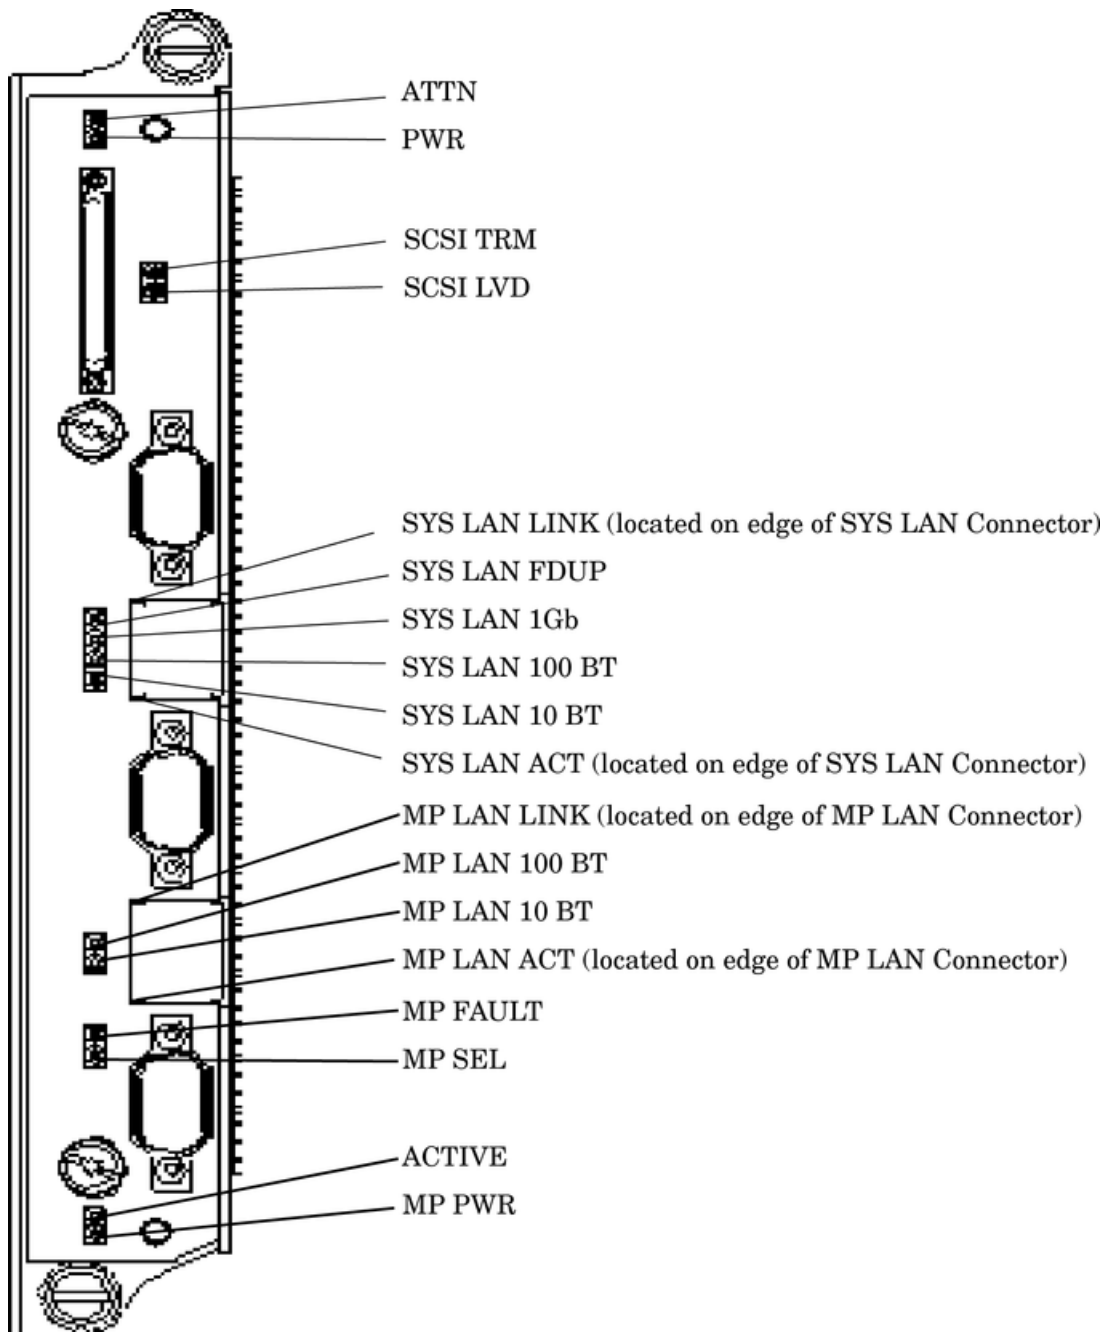 ATTN
PWR
SCSI TRM
SCSI LVD
SYS LAN LINK (located on edge of SYS LAN Connector)
SYS LAN FDUP
SYS LAN 1Gb
SYS LAN 100 BT
SYS LAN 10 BT
SYS LAN ACT (located on edge of SYS LAN Connector)
MP LAN LINK (located on edge of MP LAN Connector)
MP LAN 100 BT
MP LAN 10 BT
MP LAN ACT (located on edge of MP LAN Connector)
MP FAULT
MP SEL
ACTIVE
MP PWR